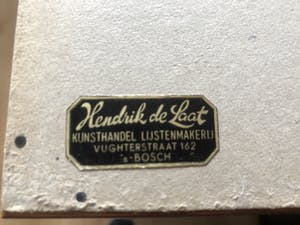 Hendrik de Laat
KUNSTHANDEL LIJSTENMAKERIJ
VUGHTERSTRAAT 162
's-BOSCH